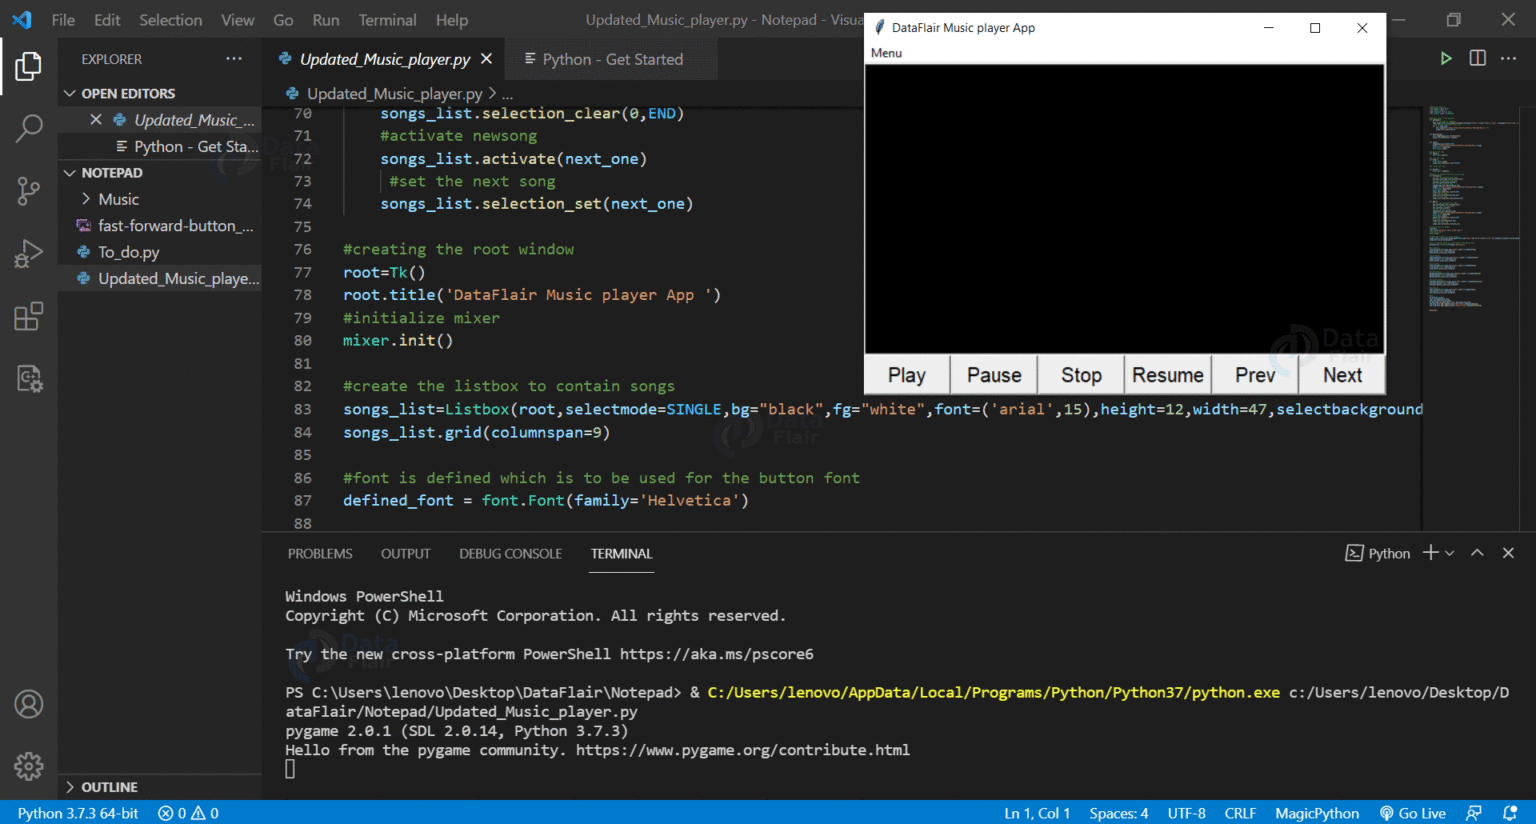 File Edit Selection View Go Run Terminal Help
Updated_Music_player.py - Notepad - Visua
DataFlair Music player App
Menu
EXPLORER
OPEN EDITORS
Updated_Music_...
Python - Get Sta...
NOTEPAD
Music
fast-forward-button_...
To_do.py
Updated_Music_playe...
OUTLINE
Updated_Music_player.py
Python - Get Started
Updated_Music_player.py > ...
70 songs_list.selection_clear(0,END)
71 #activate newsong
72 songs_list.activate(next_one)
73 #set the next song
74 songs_list.selection_set(next_one)
75
76 #creating the root window
77 root=Tk()
78 root.title('DataFlair Music player App ')
79 #initialize mixer
80 mixer.init()
81
82 #create the listbox to contain songs
83 songs_list=Listbox(root,selectmode=SINGLE,bg="black",fg="white",font=('arial',15),height=12,width=47,selectbackground
84 songs_list.grid(columnspan=9)
85
86 #font is defined which is to be used for the button font
87 defined_font = font.Font(family='Helvetica')
88
Play Pause Stop Resume Prev Next
Data Flair
PROBLEMS OUTPUT DEBUG CONSOLE TERMINAL
Python
Windows PowerShell
Copyright (C) Microsoft Corporation. All rights reserved.
Try the new cross-platform PowerShell https://aka.ms/pscore6
PS C:\Users\lenovo\Desktop\DataFlair\Notepad> & C:/Users/lenovo/AppData/Local/Programs/Python/Python37/python.exe c:/Users/lenovo/Desktop/D
ataFlair/Notepad/Updated_Music_player.py
pygame 2.0.1 (SDL 2.0.14, Python 3.7.3)
Hello from the pygame community. https://www.pygame.org/contribute.html
Python 3.7.3 64-bit 0 0
Ln 1, Col 1 Spaces: 4 UTF-8 CRLF MagicPython Go Live